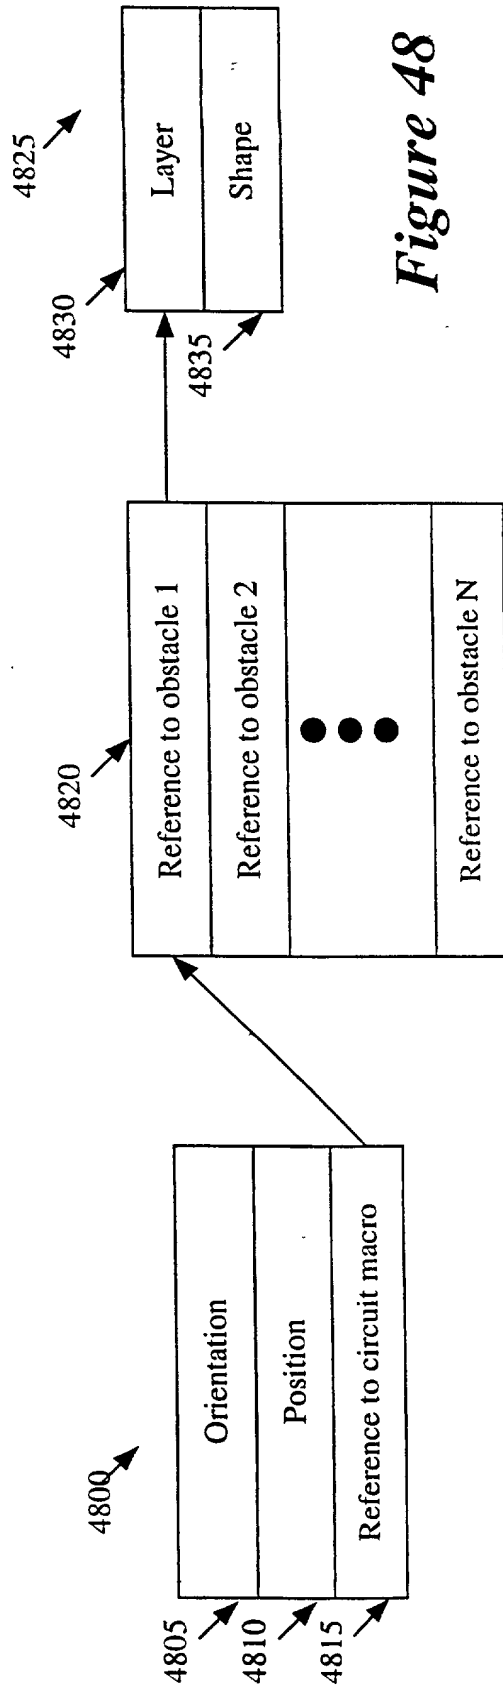 4800
Orientation
4805
Position
4810
Reference to circuit macro
4815
4820
Reference to obstacle 1
Reference to obstacle 2
Reference to obstacle N
4825
4830
Layer
4835
Shape
Figure 48